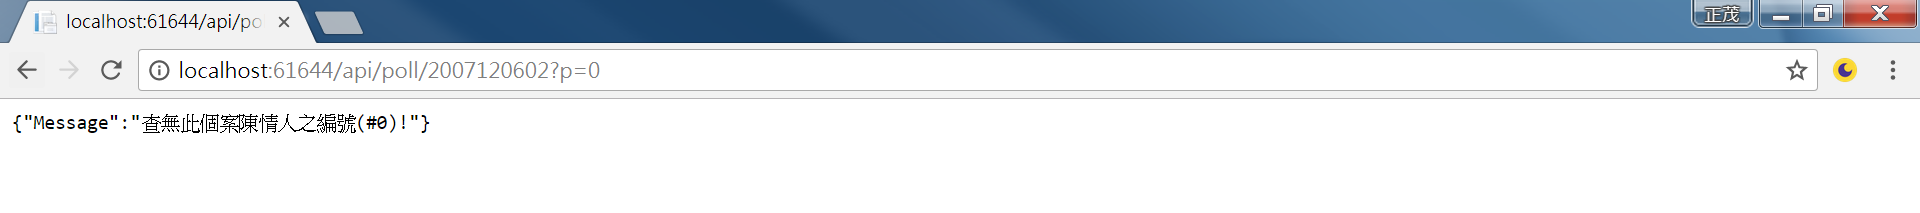 localhost:61644/api/po
正茂
localhost:61644/api/poll/2007120602?p=0
{"Message":"查無此個案陳情人之編號(#0)!"}